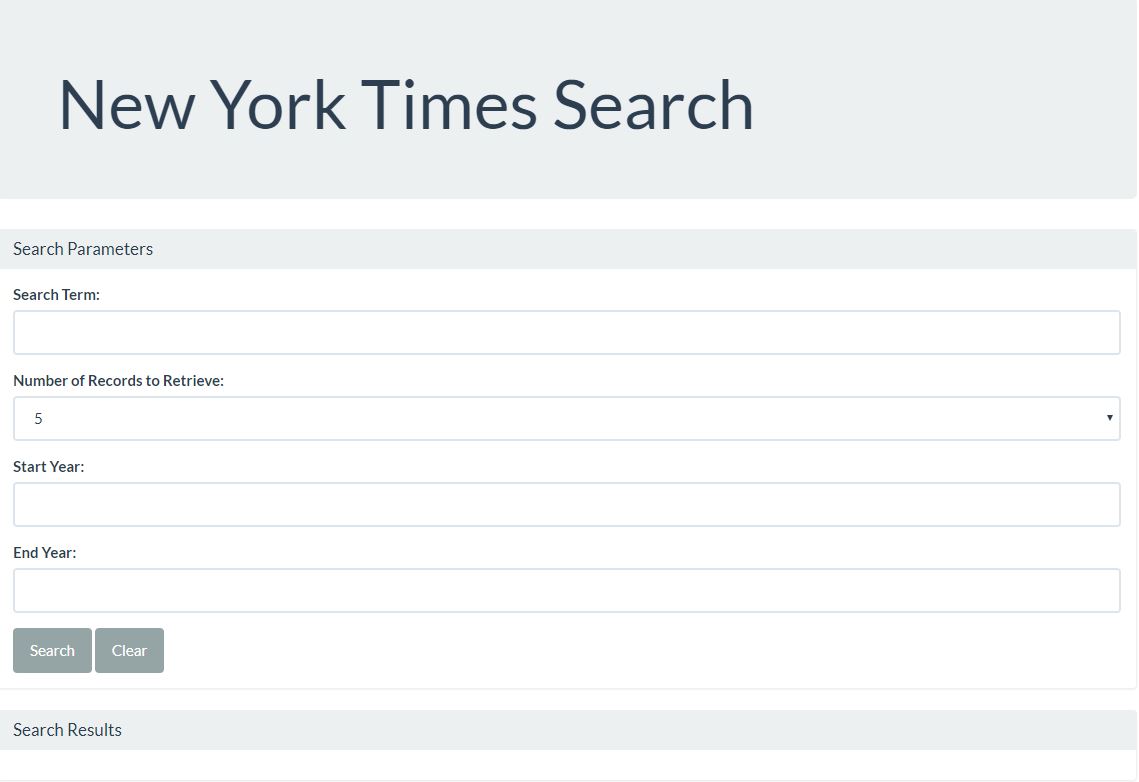 New York Times Search
Search Parameters
Search Term:
Number of Records to Retrieve:
5
Start Year:
End Year:
Search Clear
Search Results